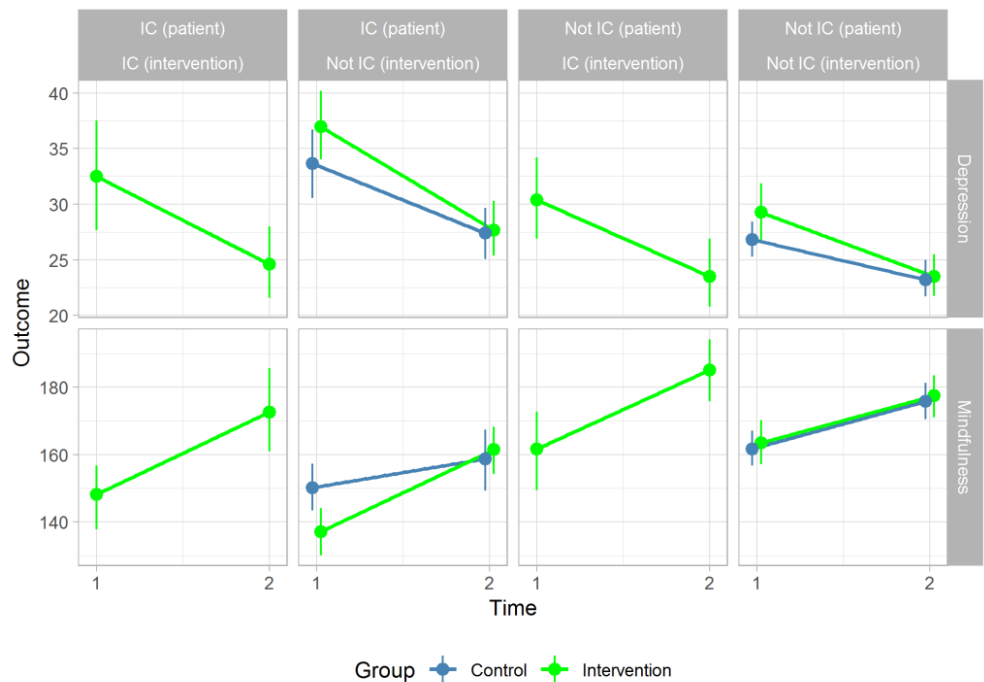 IC (patient)
IC (patient)
Not IC (patient)
Not IC (patient)
IC (intervention)
Not IC (intervention)
IC (intervention)
Not IC (intervention)
Outcome
40
35
30
25
20
Depression
180
160
140
Mindfulness
1
2
1
2
1
2
1
2
Time
Group
Control
Intervention